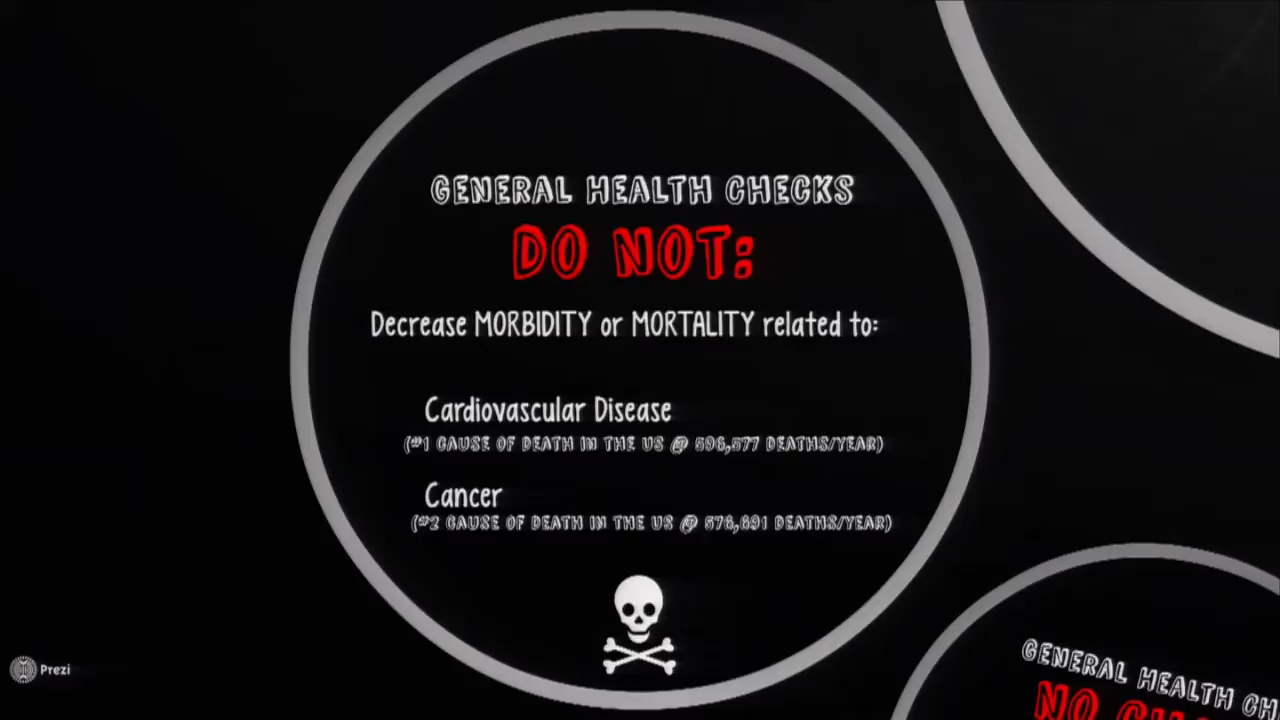 GENERAL HEALTH CHECKS
DO NOT:
Decrease MORBIDITY or MORTALITY related to:
Cardiovascular Disease
(#1 CAUSE OF DEATH IN THE US @ 596,577 DEATHS/YEAR)
Cancer
(#2 CAUSE OF DEATH IN THE US @ 576,691 DEATHS/YEAR)
Prezi
GENERAL HEALTH CH
NO